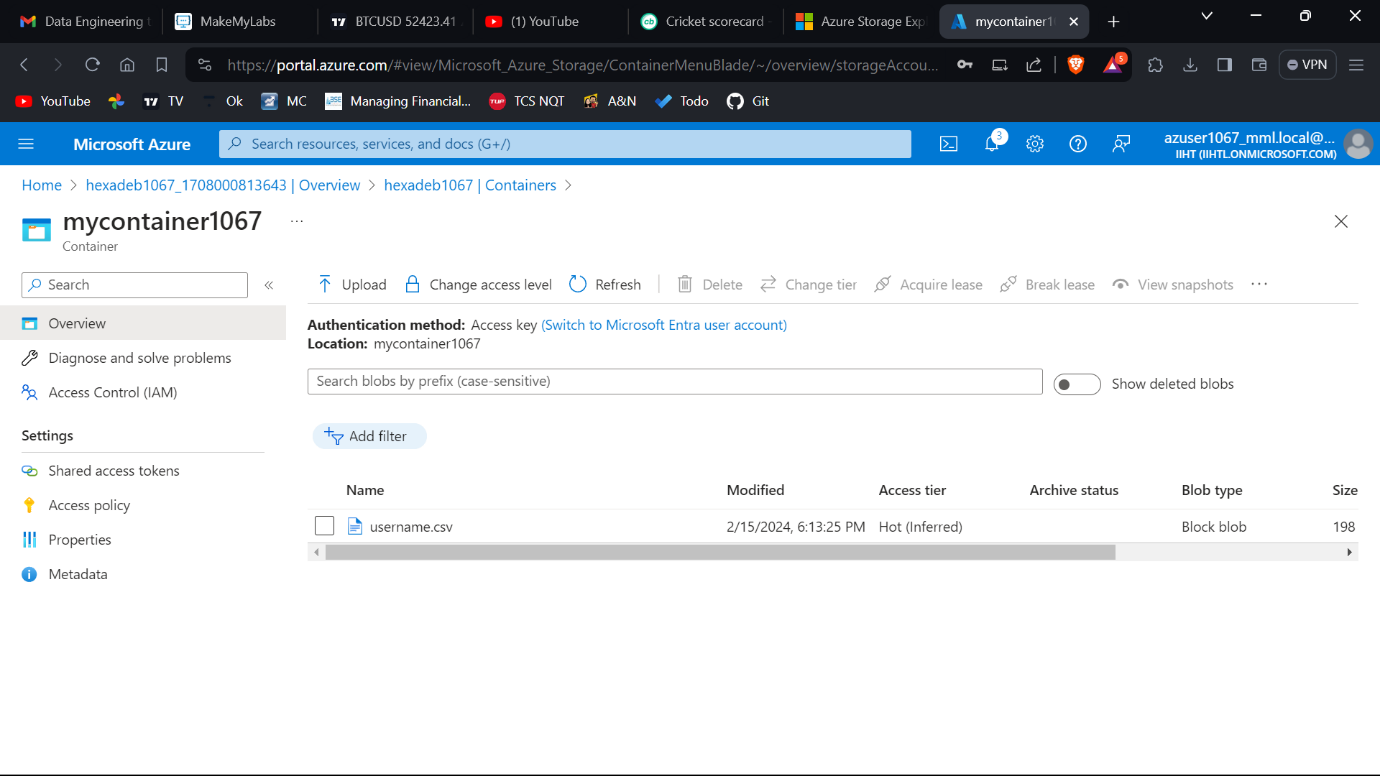 Data Engineering t
MakeMyLabs
BTCUSD 52423.41
(1) YouTube
Cricket scorecard
Azure Storage Exp
mycontainer1
https://portal.azure.com/#view/Microsoft_Azure_Storage/ContainerMenuBlade/~/overview/storageAccou...
5
VPN
YouTube
TV
Ok
MC
Managing Financial...
TCS NQT
A&N
Todo
Git
Microsoft Azure
Search resources, services, and docs (G+/)
3
azuser1067_mml.local@...
IIHT (IIHTL.ONMICROSOFT.COM)
Home > hexadeb1067_1708000813643 | Overview > hexadeb1067 | Containers >
mycontainer1067 ...
Container
Search
«
Upload
Change access level
Refresh
Delete
Change tier
Acquire lease
Break lease
View snapshots
...
Overview
Diagnose and solve problems
Access Control (IAM)
Settings
Shared access tokens
Access policy
Properties
Metadata
Authentication method: Access key (Switch to Microsoft Entra user account)
Location: mycontainer1067
Search blobs by prefix (case-sensitive)
Show deleted blobs
Add filter
Name Modified Access tier Archive status Blob type Size
username.csv 2/15/2024, 6:13:25 PM Hot (Inferred) Block blob 198